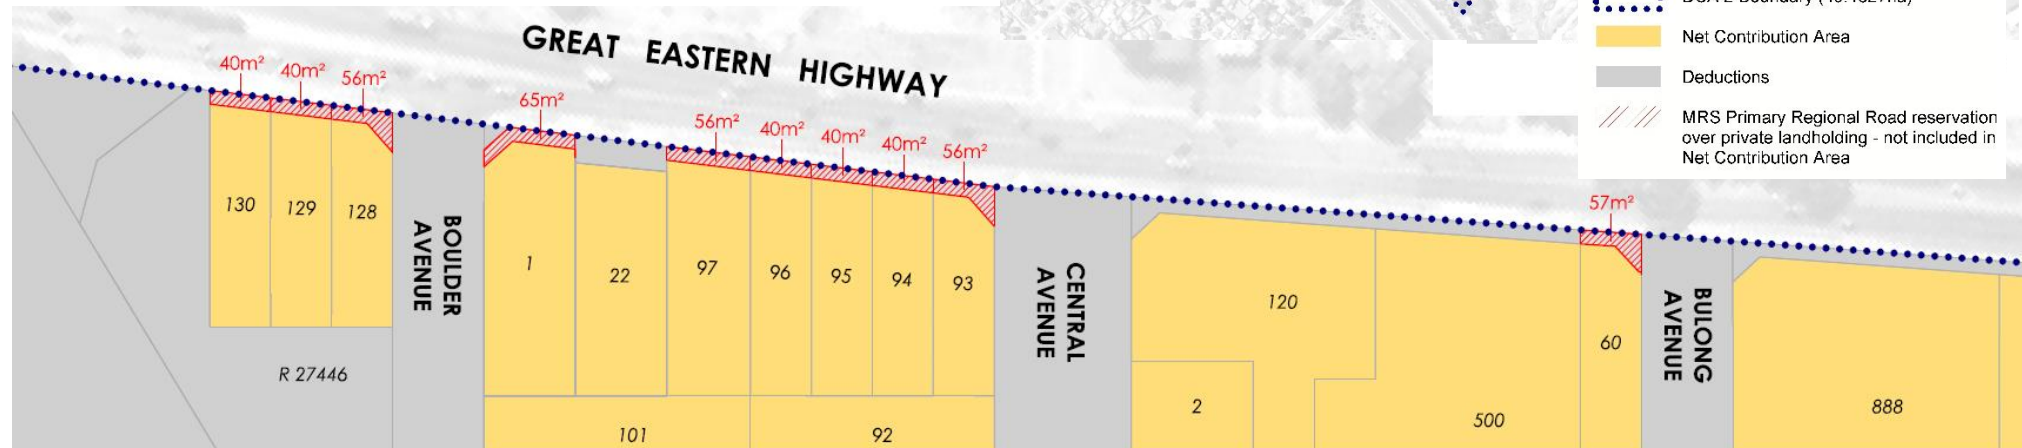 Net Contribution Area
Deductions
MRS Primary Regional Road reservation
over private landholding - not included in
Net Contribution Area
GREAT EASTERN HIGHWAY
40m²
40m²
56m²
65m²
56m²
40m²
40m²
40m²
56m²
57m²
130
129
128
BOULDER
AVENUE
1
22
97
96
95
94
93
CENTRAL
AVENUE
120
60
BULONG
AVENUE
R 27446
2
500
888
101
92